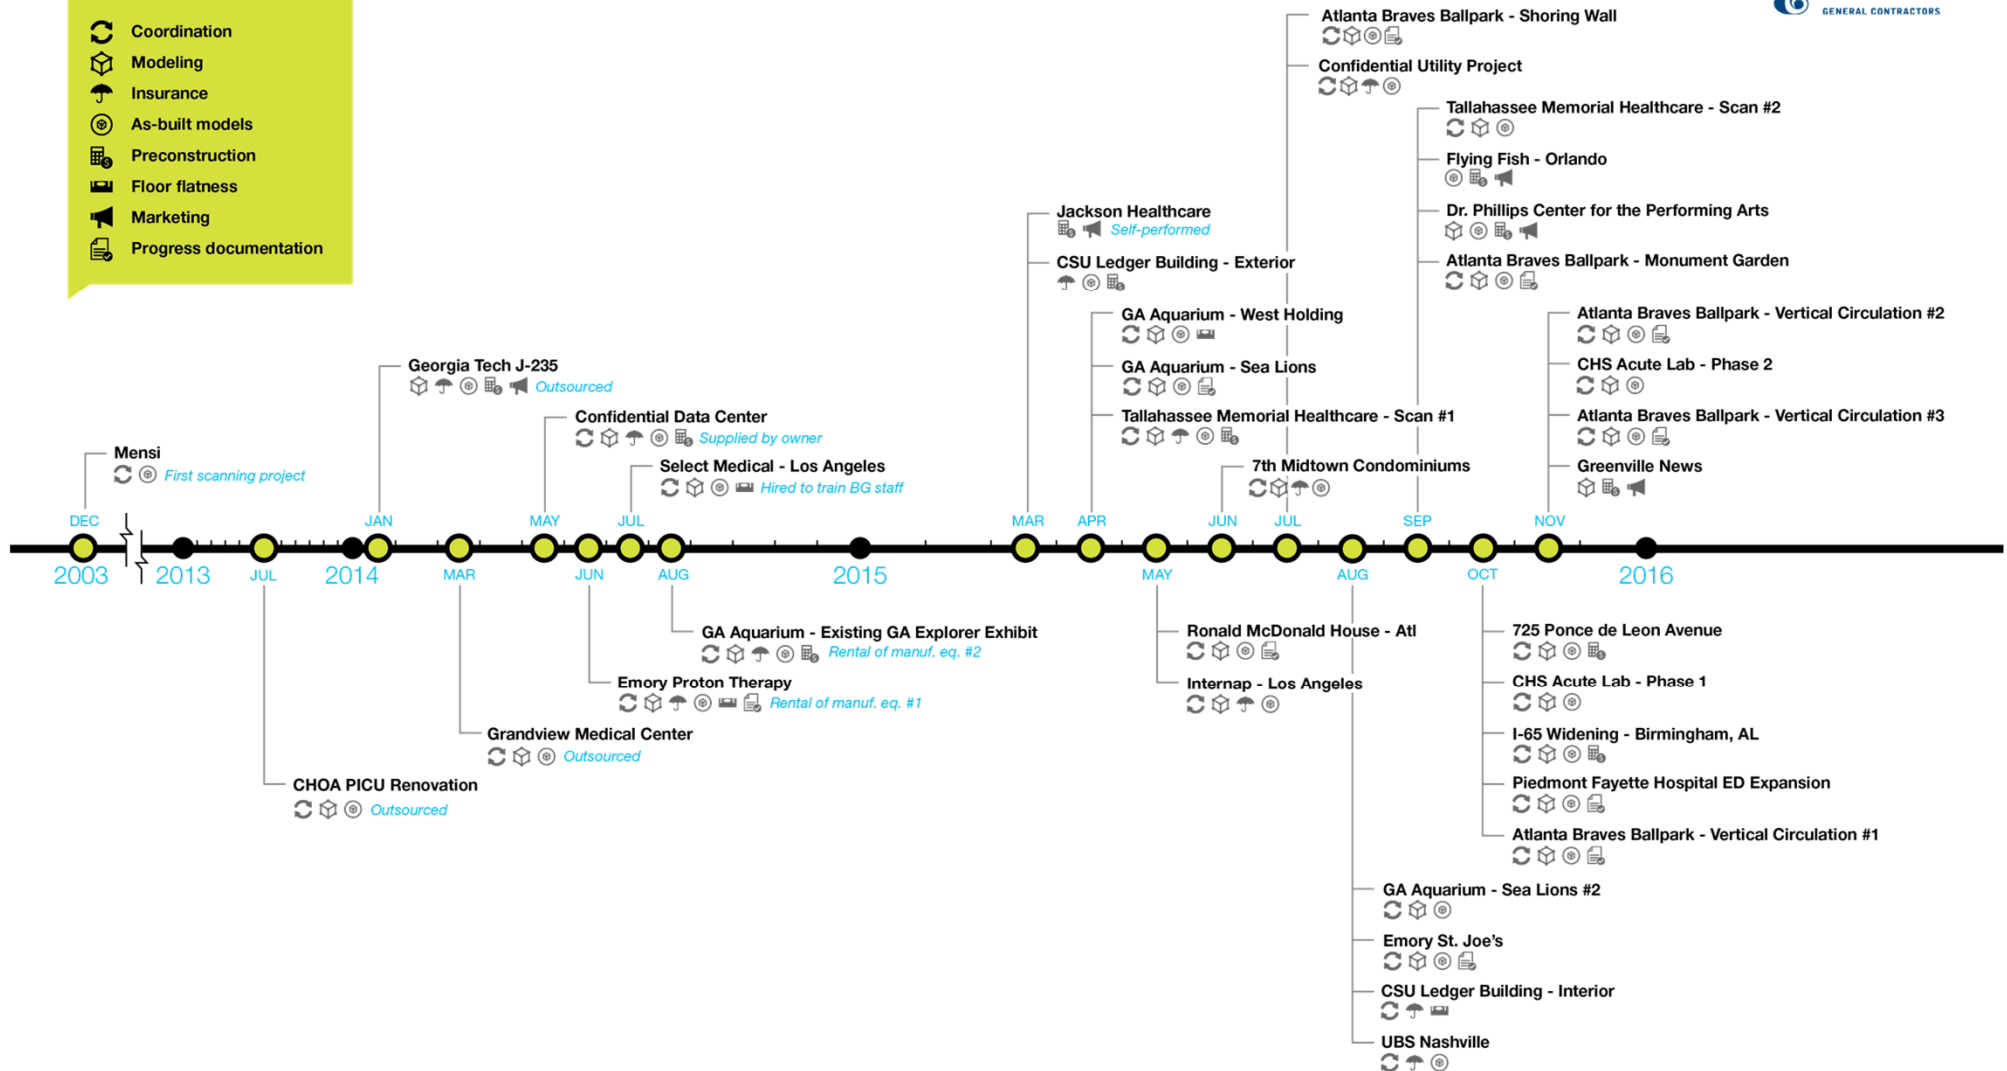 Coordination
Modeling
Insurance
As-built models
Preconstruction
Floor flatness
Marketing
Progress documentation
GENERAL CONTRACTORS
Atlanta Braves Ballpark - Shoring Wall
Confidential Utility Project
Tallahassee Memorial Healthcare - Scan #2
Flying Fish - Orlando
Dr. Phillips Center for the Performing Arts
Atlanta Braves Ballpark - Monument Garden
Jackson Healthcare
Self-performed
CSU Ledger Building - Exterior
GA Aquarium - West Holding
GA Aquarium - Sea Lions
Tallahassee Memorial Healthcare - Scan #1
7th Midtown Condominiums
Atlanta Braves Ballpark - Vertical Circulation #2
CHS Acute Lab - Phase 2
Atlanta Braves Ballpark - Vertical Circulation #3
Greenville News
Georgia Tech J-235
Outsourced
Confidential Data Center
Supplied by owner
Select Medical - Los Angeles
Hired to train BG staff
Mensi
First scanning project
DEC JAN MAY JUL MAR APR JUN JUL SEP NOV
2003 2013 JUL 2014 MAR JUN AUG 2015 MAY AUG OCT 2016
GA Aquarium - Existing GA Explorer Exhibit
Rental of manuf. eq. #2
Emory Proton Therapy
Rental of manuf. eq. #1
Grandview Medical Center
Outsourced
CHOA PICU Renovation
Outsourced
Ronald McDonald House - Atl
Internap - Los Angeles
725 Ponce de Leon Avenue
CHS Acute Lab - Phase 1
I-65 Widening - Birmingham, AL
Piedmont Fayette Hospital ED Expansion
Atlanta Braves Ballpark - Vertical Circulation #1
GA Aquarium - Sea Lions #2
Emory St. Joe's
CSU Ledger Building - Interior
UBS Nashville